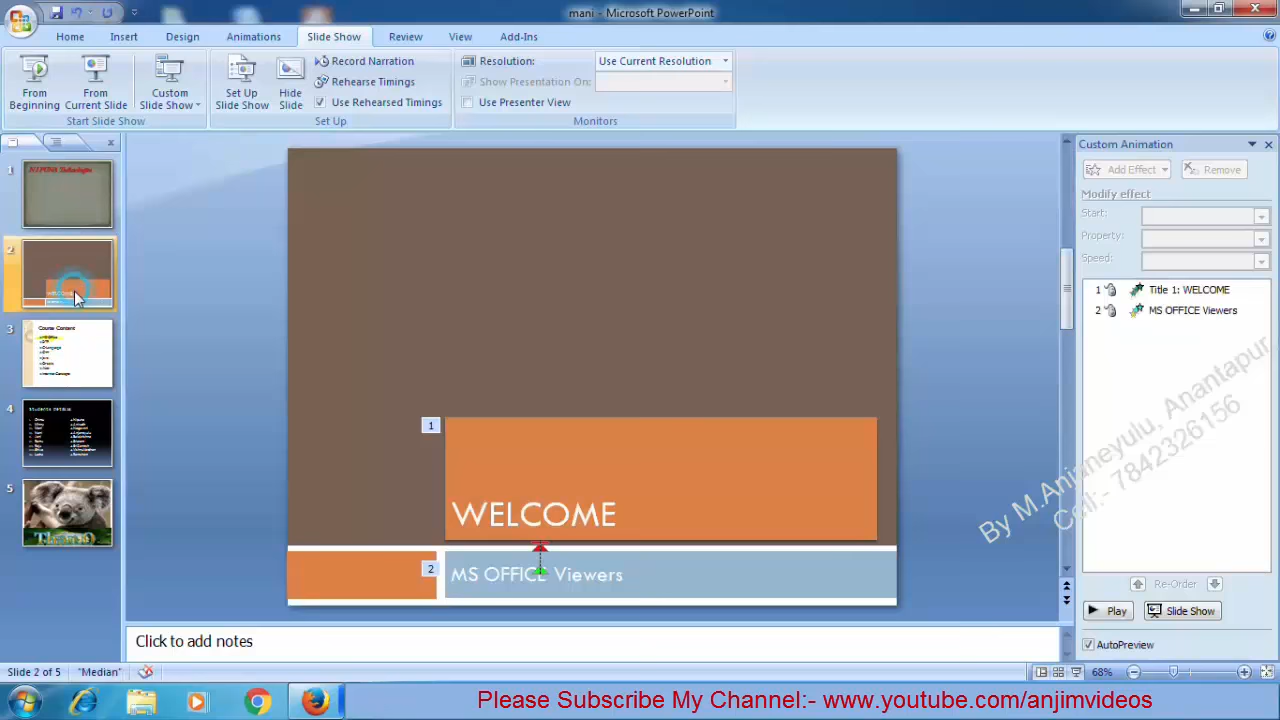 mani - Microsoft PowerPoint
Home Insert Design Animations Slide Show Review View Add-Ins
From Beginning
From Current Slide
Custom Slide Show
Start Slide Show
Set Up Slide Show
Hide Slide
Record Narration
Rehearse Timings
Use Rehearsed Timings
Set Up
Resolution: Use Current Resolution
Show Presentation On:
Use Presenter View
Monitors
1
2
3
Course Content
4
5
1
WELCOME
2
MS OFFICE Viewers
Click to add notes
Custom Animation
Add Effect Remove
Modify effect
Start:
Property:
Speed:
1 Title 1: WELCOME
2 MS OFFICE Viewers
By M.Anjaneyulu, Anantapur
Cell:- 7842326156
Re-Order
Play Slide Show
AutoPreview
Slide 2 of 5 "Median" 68%
Please Subscribe My Channel:- www.youtube.com/anjimvideos